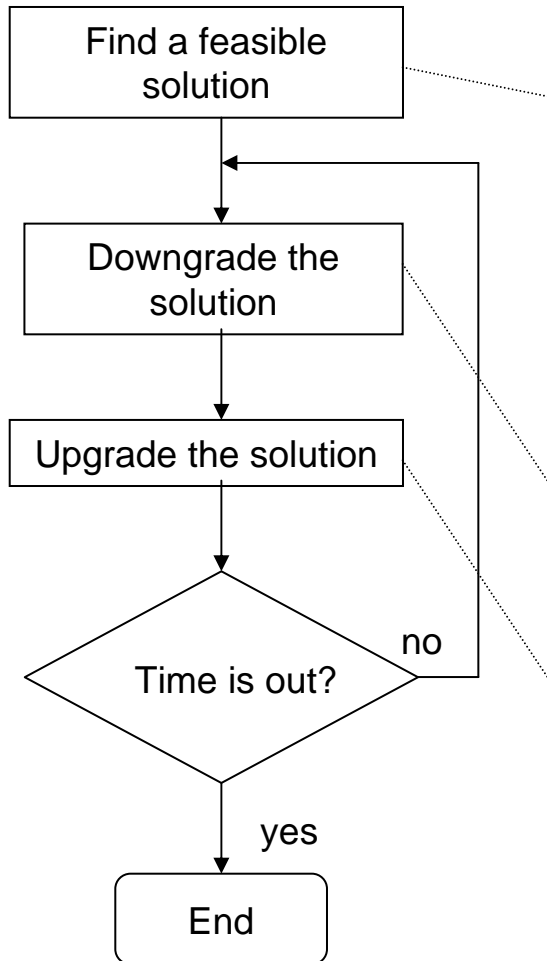 Find a feasible
solution
Downgrade the
solution
Upgrade the solution
Time is out?
no
yes
End